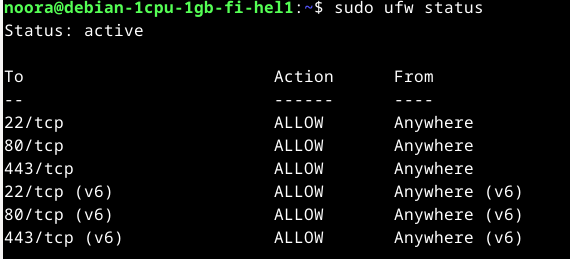 noora@debian-1cpu-1gb-fi-hel1:~$ sudo ufw status
Status: active
To                         Action      From
--                         ------      ----
22/tcp                     ALLOW       Anywhere
80/tcp                     ALLOW       Anywhere
443/tcp                    ALLOW       Anywhere
22/tcp (v6)                ALLOW       Anywhere (v6)
80/tcp (v6)                ALLOW       Anywhere (v6)
443/tcp (v6)               ALLOW       Anywhere (v6)